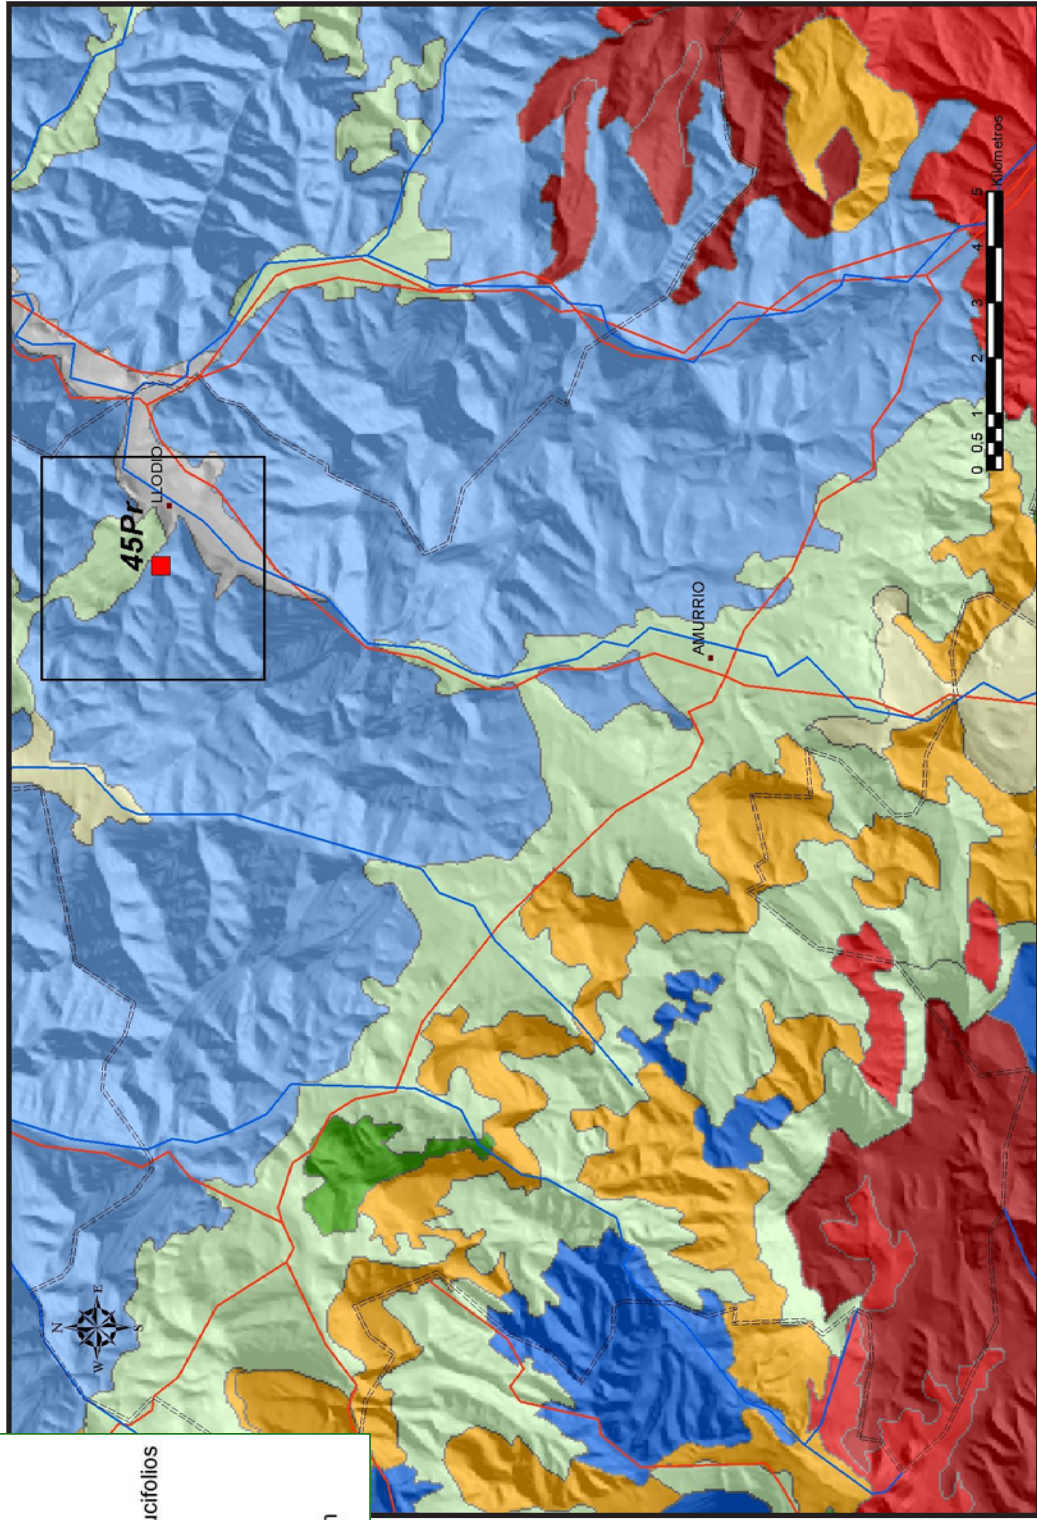 45Pr
LLODIO
AMURRIO
N
E
W
S
0 0,5 1 2 3 4 5
Kilómetros
ucifolios